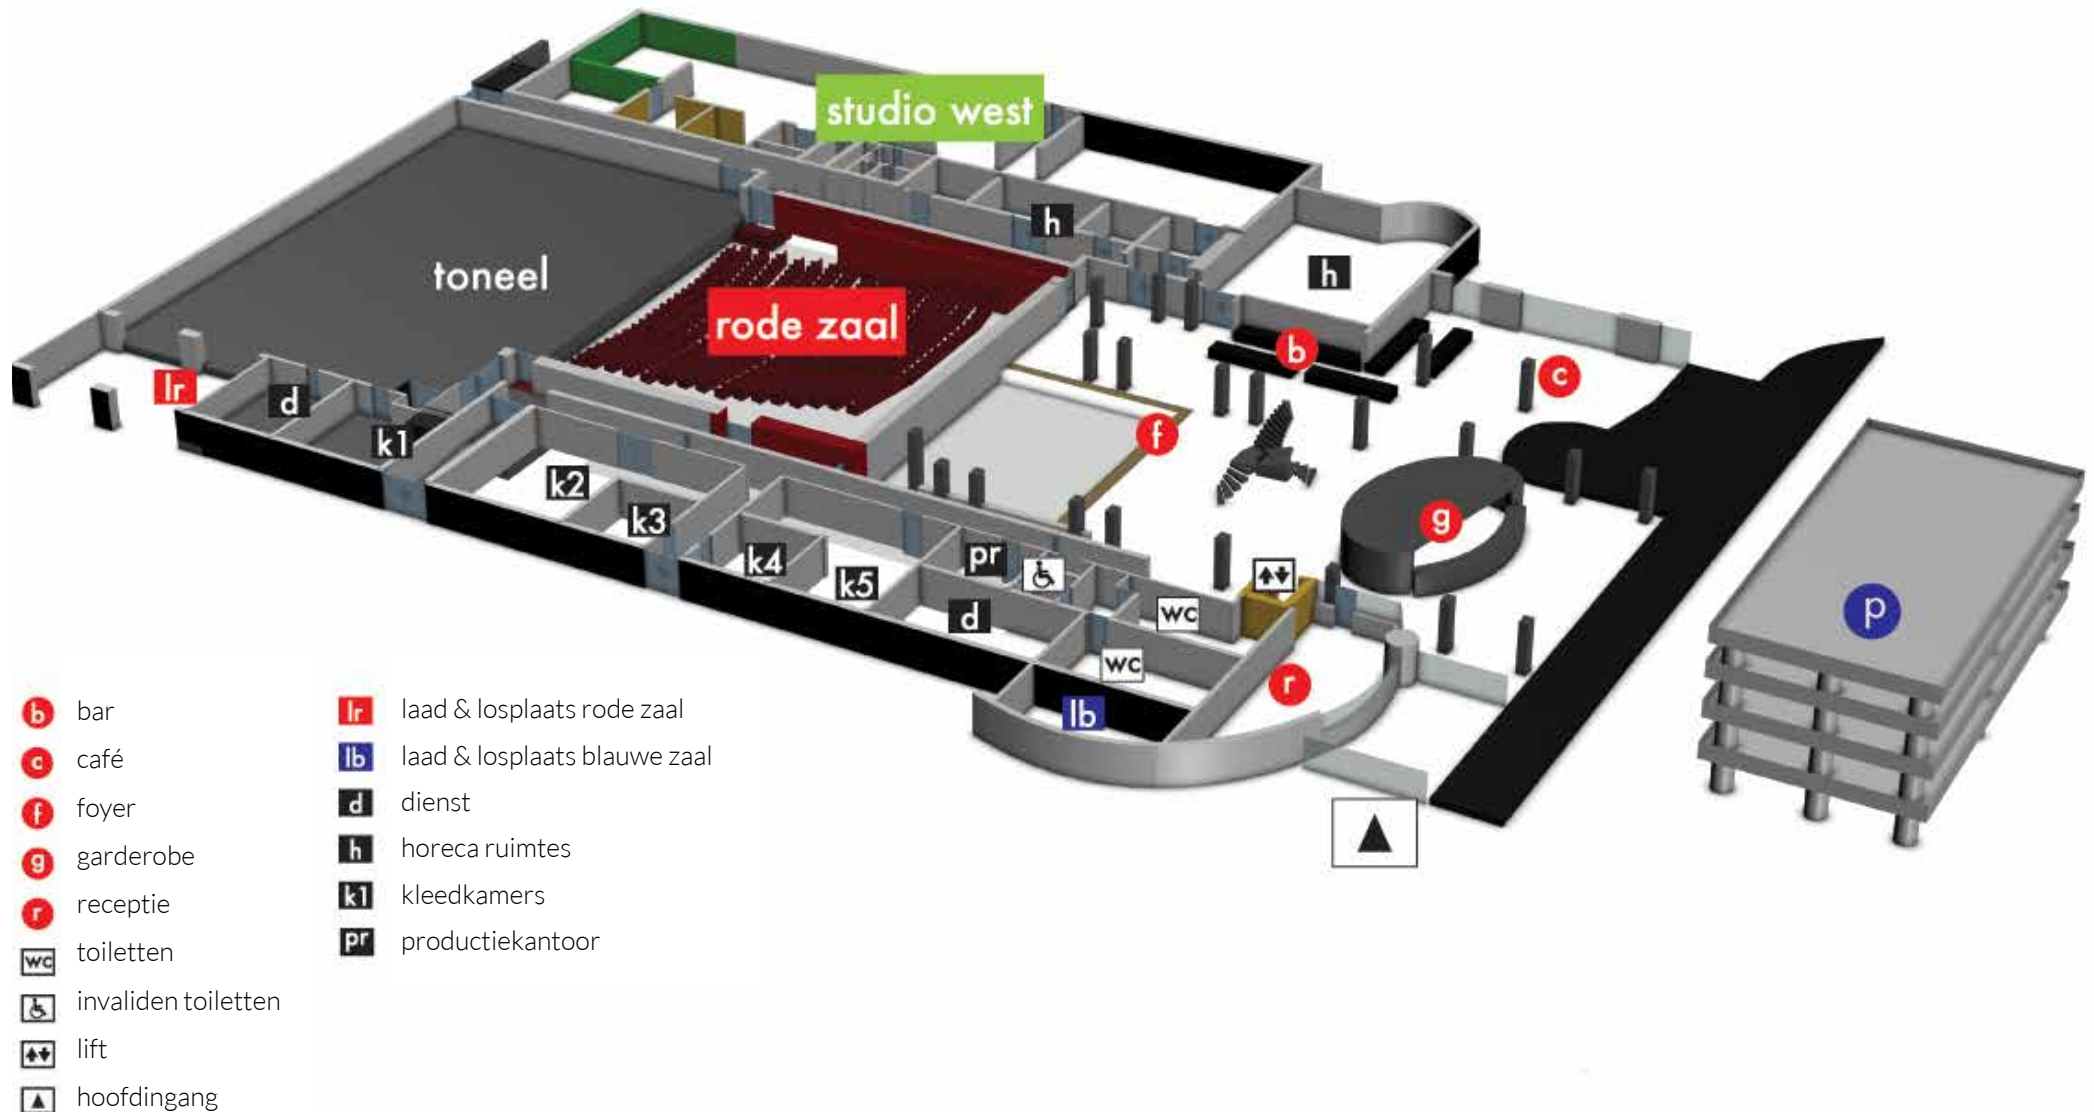 studio west
h
h
toneel
rode zaal
b
c
lr
d
k1
f
k2
k3
g
k4
k5
pr
d
wc
wc
p
r
lb
b bar
c café
f foyer
g garderobe
r receptie
wc toiletten
invaliden toiletten
lift
hoofdingang
lr laad & losplaats rode zaal
lb laad & losplaats blauwe zaal
d dienst
h horeca ruimtes
k1 kleedkamers
pr productiekantoor